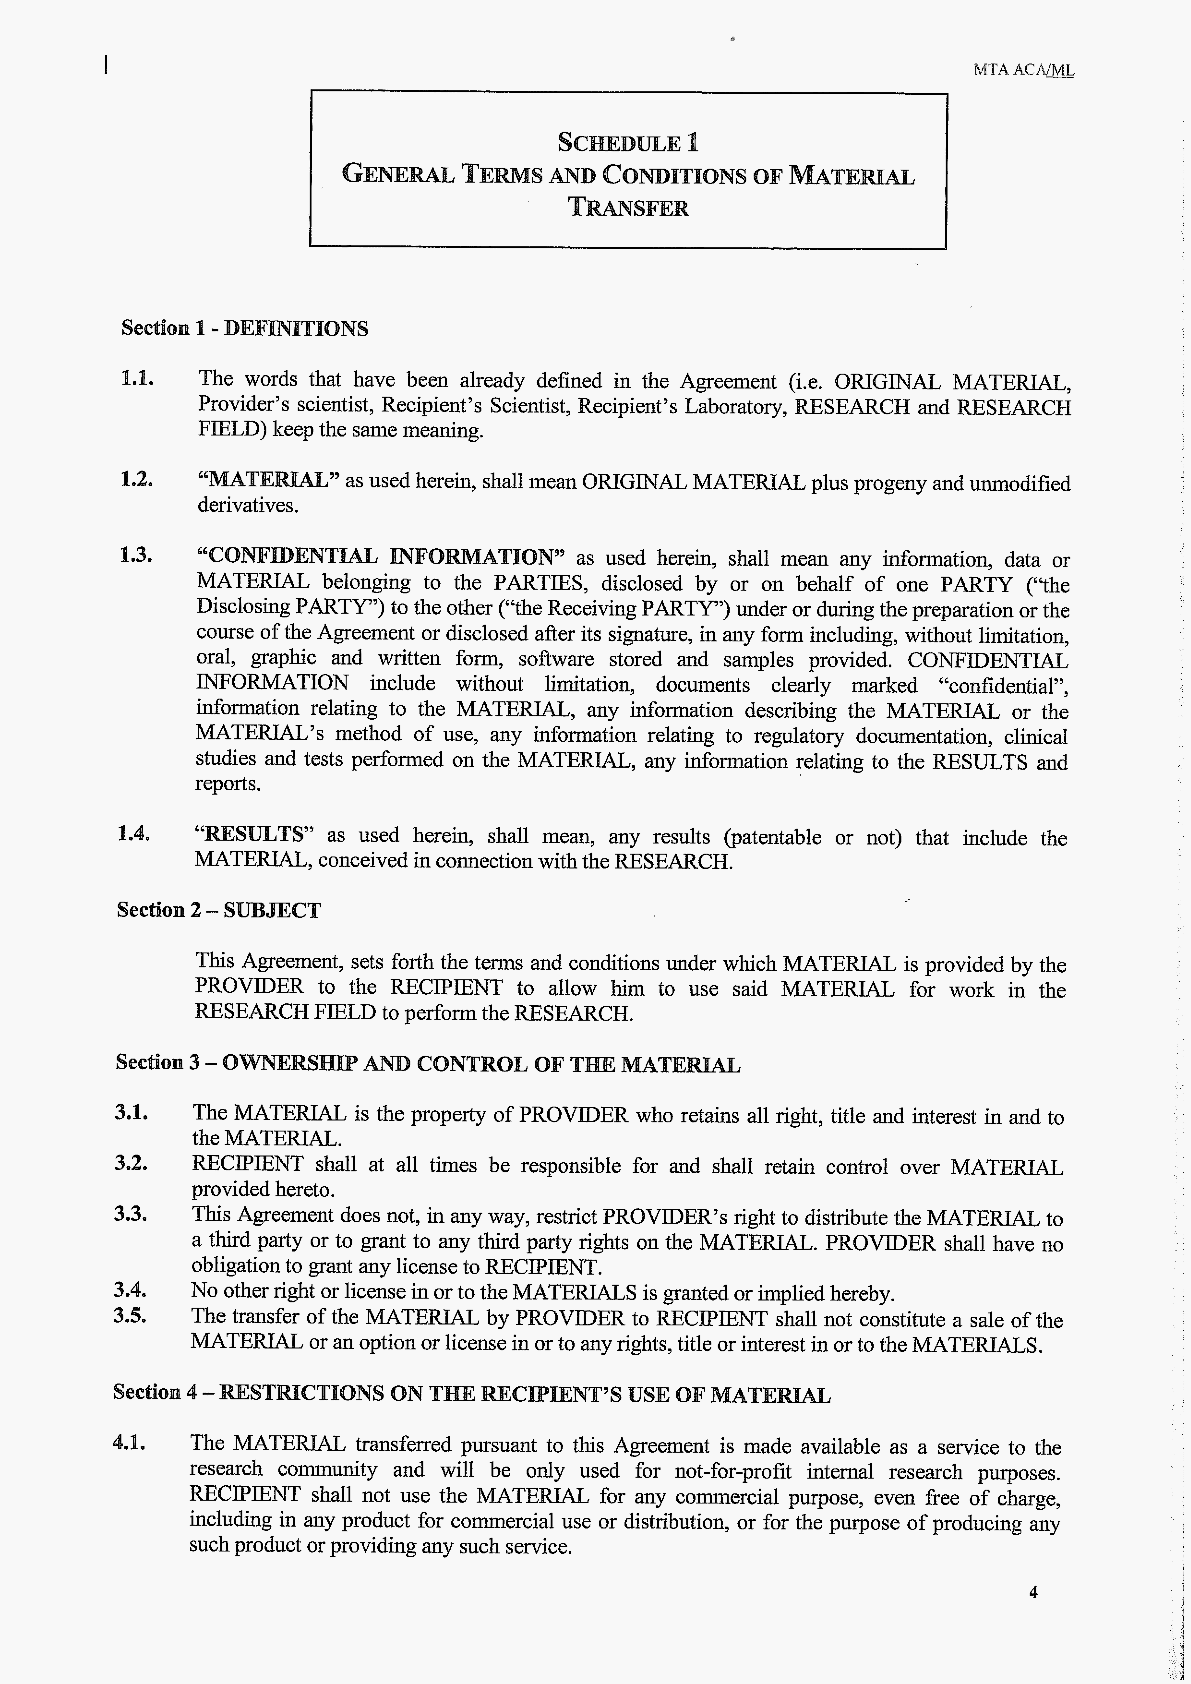 MTA ACA/ML
SCHEDULE 1
GENERAL TERMS AND CONDITIONS OF MATERIAL
TRANSFER
Section 1 - DEFINITIONS
1.1. The words that have been already defined in the Agreement (i.e. ORIGINAL MATERIAL,
Provider's scientist, Recipient's Scientist, Recipient's Laboratory, RESEARCH and RESEARCH
FIELD) keep the same meaning.
1.2. “MATERIAL” as used herein, shall mean ORIGINAL MATERIAL plus progeny and unmodified
derivatives.
1.3. “CONFIDENTIAL INFORMATION” as used herein, shall mean any information, data or
MATERIAL belonging to the PARTIES, disclosed by or on behalf of one PARTY (“the
Disclosing PARTY”) to the other (“the Receiving PARTY”) under or during the preparation or the
course of the Agreement or disclosed after its signature, in any form including, without limitation,
oral, graphic and written form, software stored and samples provided. CONFIDENTIAL
INFORMATION include without limitation, documents clearly marked “confidential”,
information relating to the MATERIAL, any information describing the MATERIAL or the
MATERIAL's method of use, any information relating to regulatory documentation, clinical
studies and tests performed on the MATERIAL, any information relating to the RESULTS and
reports.
1.4. “RESULTS” as used herein, shall mean, any results (patentable or not) that include the
MATERIAL, conceived in connection with the RESEARCH.
Section 2 – SUBJECT
This Agreement, sets forth the terms and conditions under which MATERIAL is provided by the
PROVIDER to the RECIPIENT to allow him to use said MATERIAL for work in the
RESEARCH FIELD to perform the RESEARCH.
Section 3 – OWNERSHIP AND CONTROL OF THE MATERIAL
3.1. The MATERIAL is the property of PROVIDER who retains all right, title and interest in and to
the MATERIAL.
3.2. RECIPIENT shall at all times be responsible for and shall retain control over MATERIAL
provided hereto.
3.3. This Agreement does not, in any way, restrict PROVIDER's right to distribute the MATERIAL to
a third party or to grant to any third party rights on the MATERIAL. PROVIDER shall have no
obligation to grant any license to RECIPIENT.
3.4. No other right or license in or to the MATERIALS is granted or implied hereby.
3.5. The transfer of the MATERIAL by PROVIDER to RECIPIENT shall not constitute a sale of the
MATERIAL or an option or license in or to any rights, title or interest in or to the MATERIALS.
Section 4 – RESTRICTIONS ON THE RECIPIENT'S USE OF MATERIAL
4.1. The MATERIAL transferred pursuant to this Agreement is made available as a service to the
research community and will be only used for not-for-profit internal research purposes.
RECIPIENT shall not use the MATERIAL for any commercial purpose, even free of charge,
including in any product for commercial use or distribution, or for the purpose of producing any
such product or providing any such service.
4